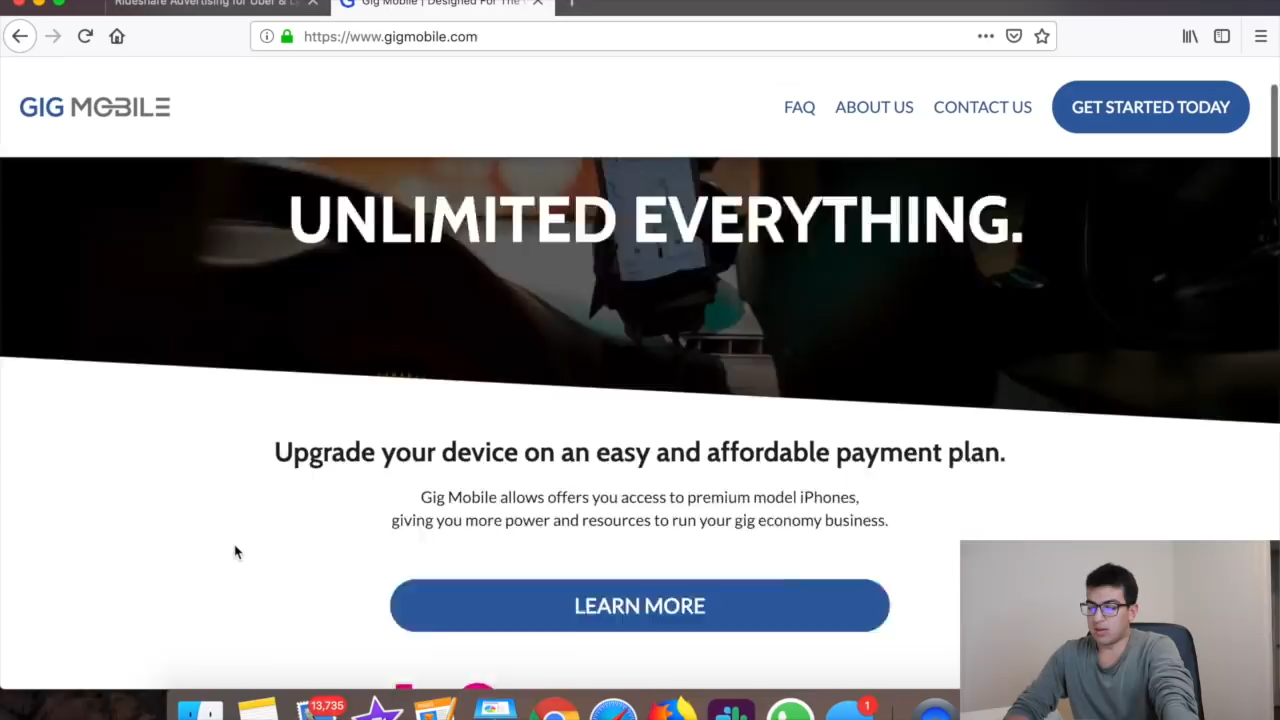 Rideshare Advertising for Uber & L
Gig Mobile | Designed For The
https://www.gigmobile.com
GIG MOBILE
FAQ
ABOUT US
CONTACT US
GET STARTED TODAY
UNLIMITED EVERYTHING.
Upgrade your device on an easy and affordable payment plan.
Gig Mobile allows offers you access to premium model iPhones,
giving you more power and resources to run your gig economy business.
LEARN MORE
13,735
1